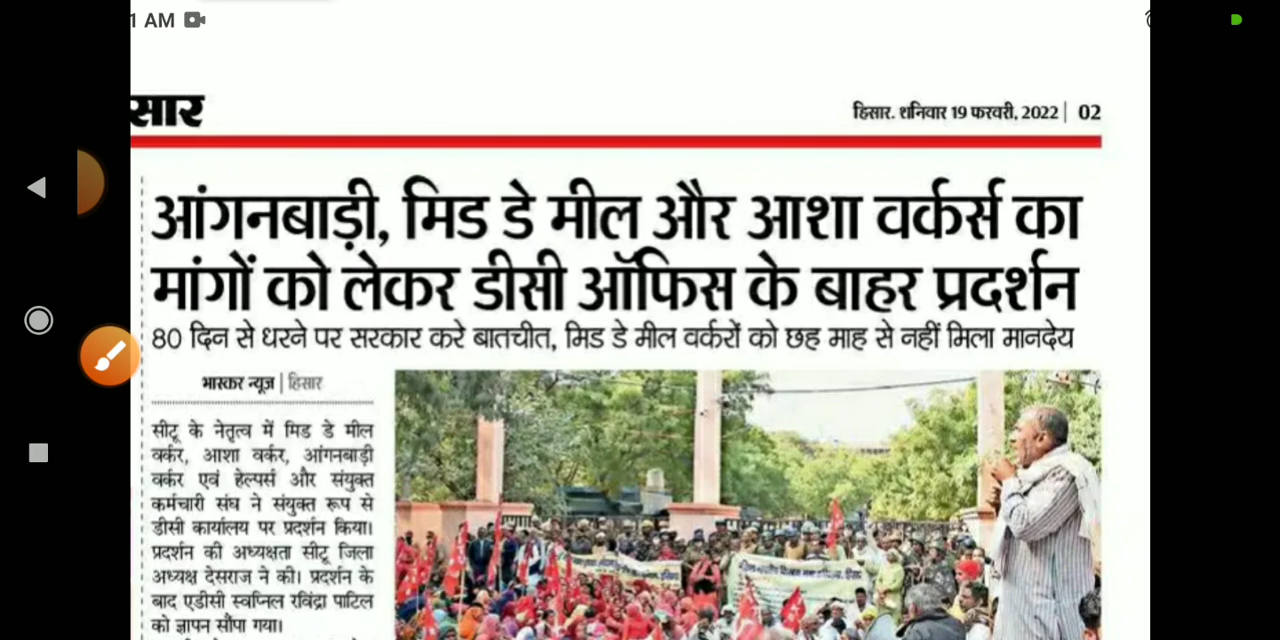 1 AM
सार
हिसार. शनिवार 19 फरवरी, 2022 | 02
आंगनबाड़ी, मिड डे मील और आशा वर्कर्स का
मांगों को लेकर डीसी ऑफिस के बाहर प्रदर्शन
80 दिन से धरने पर सरकार करे बातचीत, मिड डे मील वर्करों को छह माह से नहीं मिला मानदेय
भास्कर न्यूज | हिसार
सीटू के नेतृत्व में मिड डे मील
वर्कर, आशा वर्कर, आंगनबाड़ी
वर्कर एवं हेल्पर्स और संयुक्त
कर्मचारी संघ ने संयुक्त रूप से
डीसी कार्यालय पर प्रदर्शन किया।
प्रदर्शन की अध्यक्षता सीटू जिला
अध्यक्ष देसराज ने की। प्रदर्शन के
बाद एडीसी स्वप्निल रविंद्रा पाटिल
को ज्ञापन सौंपा गया।